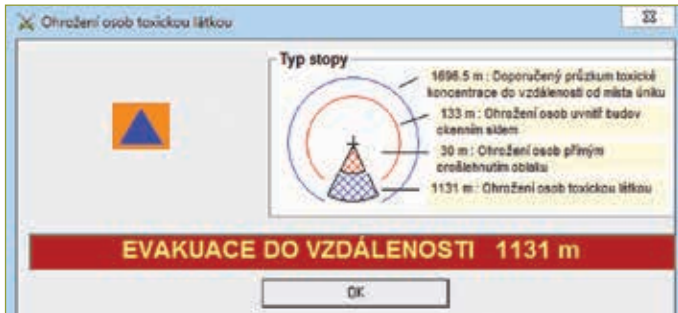 Ohrožení osob toxickou látkou
Typ stopy
1696.5 m : Doporučený průzkum toxické
koncentrace do vzdálenosti od místa úniku
133 m : Ohrožení osob uvnitř budov
okenním sklem
30 m : Ohrožení osob přímým
prošlehnutím oblaku
1131 m : Ohrožení osob toxickou látkou
EVAKUACE DO VZDÁLENOSTI 1131 m
OK